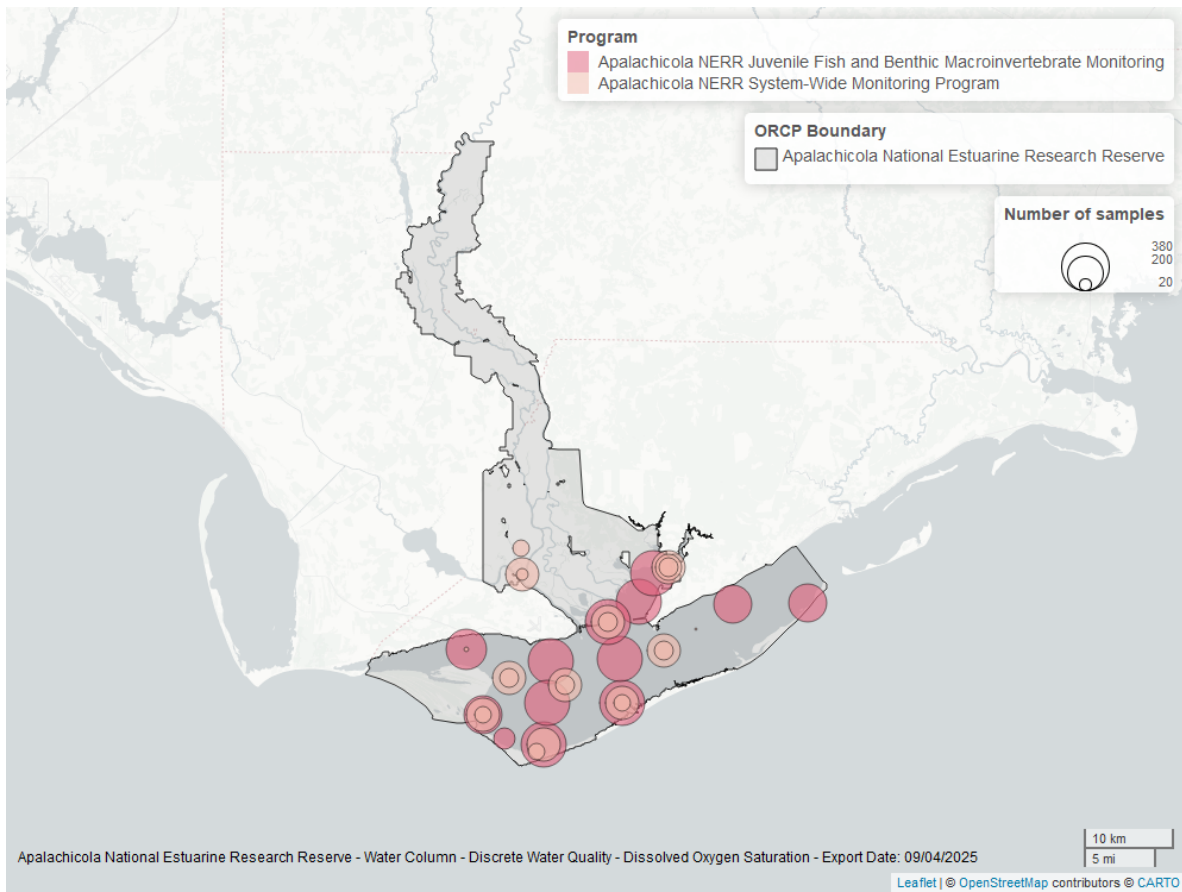 Program
Apalachicola NERR Juvenile Fish and Benthic Macroinvertebrate Monitoring
Apalachicola NERR System-Wide Monitoring Program
ORCP Boundary
Apalachicola National Estuarine Research Reserve
Number of samples
380
200
20
10 km
5 mi
Apalachicola National Estuarine Research Reserve - Water Column - Discrete Water Quality - Dissolved Oxygen Saturation - Export Date: 09/04/2025
Leaflet | © OpenStreetMap contributors © CARTO